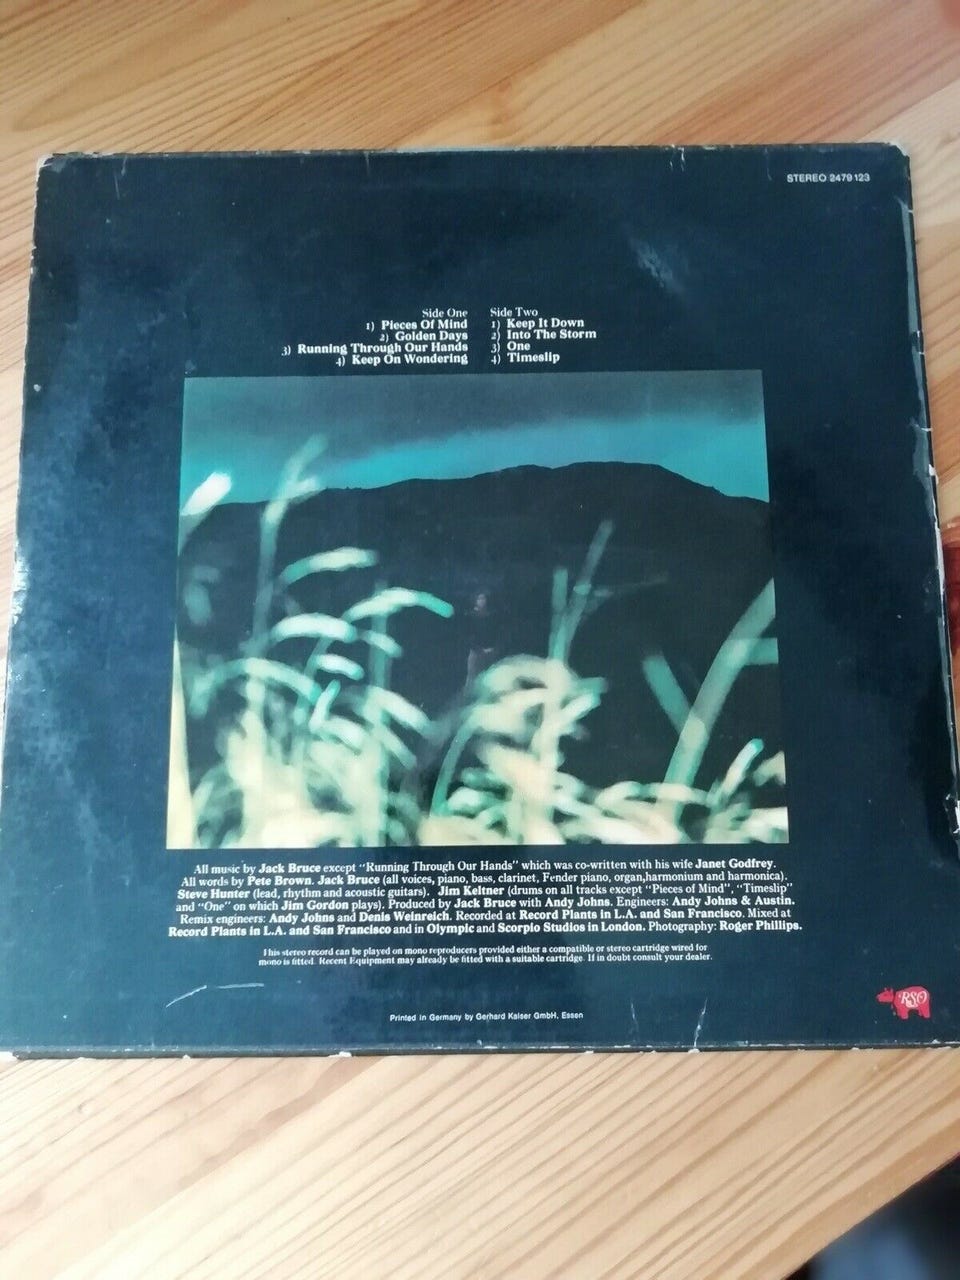 STEREO 2479 123
Side One
1) Pieces Of Mind
2) Golden Days
3) Running Through Our Hands
4) Keep On Wondering
Side Two
1) Keep It Down
2) Into The Storm
3) One
4) Timeslip
All music by Jack Bruce except "Running Through Our Hands" which was co-written with his wife Janet Godfrey.
All words by Pete Brown. Jack Bruce (all voices, piano, bass, clarinet, Fender piano, organ,harmonium and harmonica).
Steve Hunter (lead, rhythm and acoustic guitars). Jim Keltner (drums on all tracks except "Pieces of Mind", "Timeslip"
and "One" on which Jim Gordon plays). Produced by Jack Bruce with Andy Johns. Engineers: Andy Johns & Austin.
Remix engineers: Andy Johns and Denis Weinreich. Recorded at Record Plants in L.A. and San Francisco. Mixed at
Record Plants in L.A. and San Francisco and in Olympic and Scorpio Studios in London. Photography: Roger Phillips.
This stereo record can be played on mono reproducers provided either a compatible or stereo cartridge wired for
mono is fitted. Recent Equipment may already be fitted with a suitable cartridge. If in doubt consult your dealer.
RSO
Printed in Germany by Gerhard Kaiser GmbH, Essen